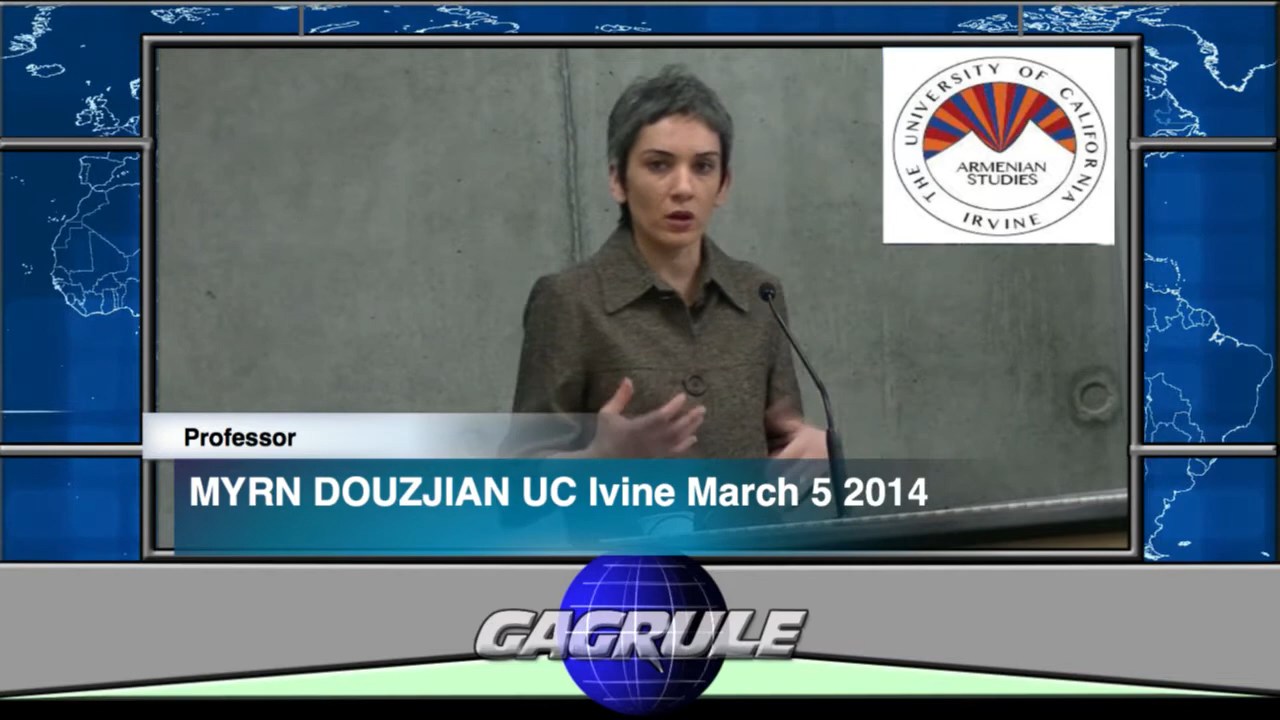 THE UNIVERSITY OF CALIFORNIA
ARMENIAN
STUDIES
IRVINE
Professor
MYRN DOUZJIAN UC Ivine March 5 2014
GAGRULE